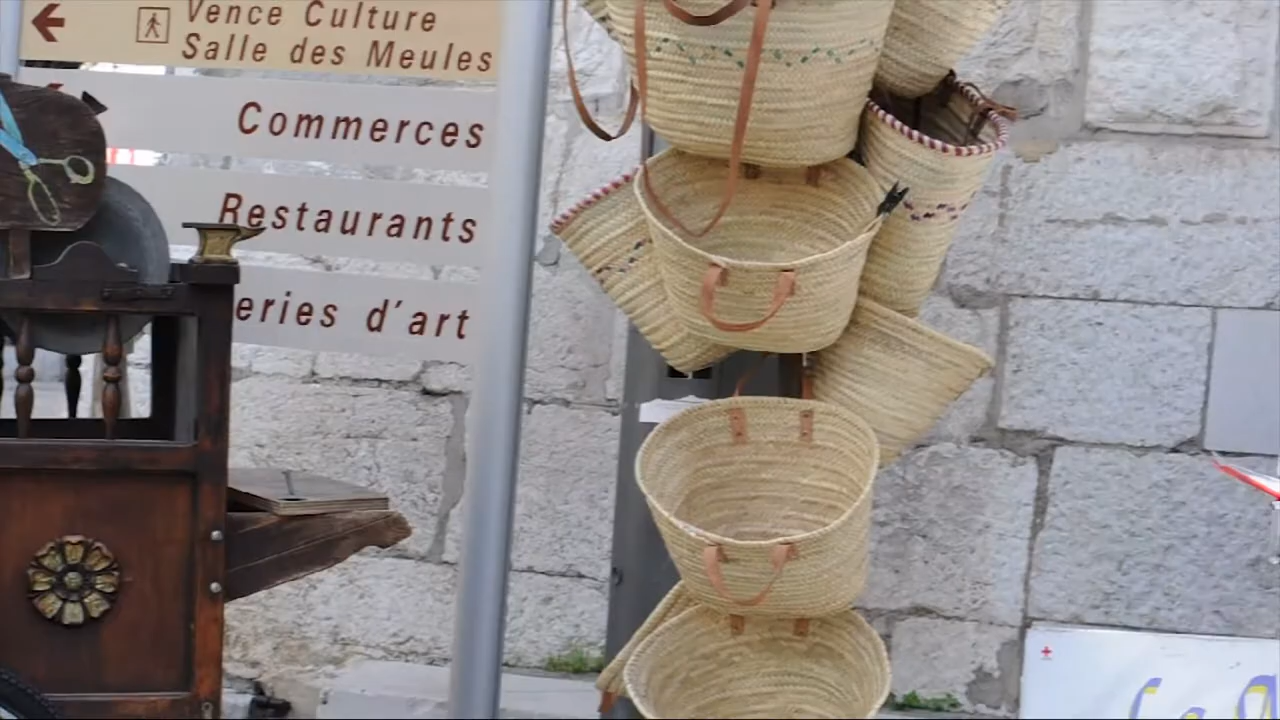 Vence Culture
Salle des Meules
Commerces
Restaurants
eries d'art